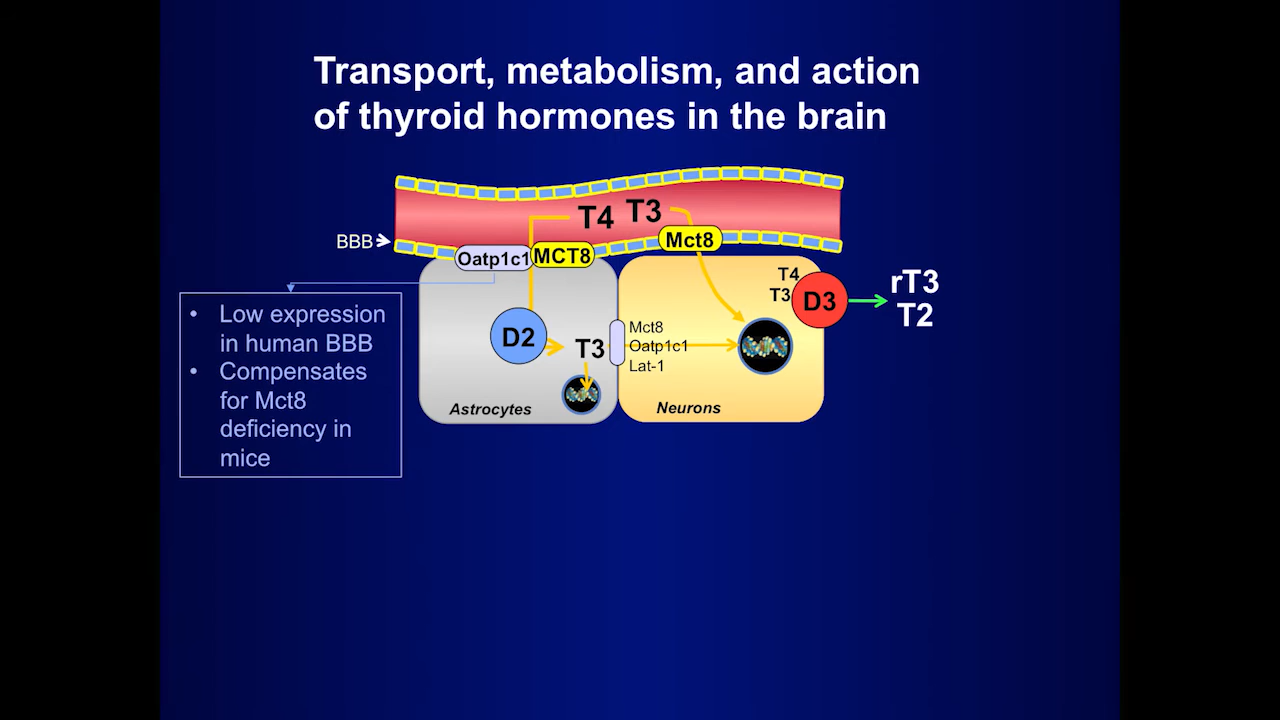 Transport, metabolism, and action
of thyroid hormones in the brain
T4 T3
BBB
Oatp1c1
MCT8
Mct8
• Low expression
in human BBB
• Compensates
for Mct8
deficiency in
mice
D2
T3
Astrocytes
Mct8
Oatp1c1
Lat-1
Neurons
T4
T3
D3
rT3
T2